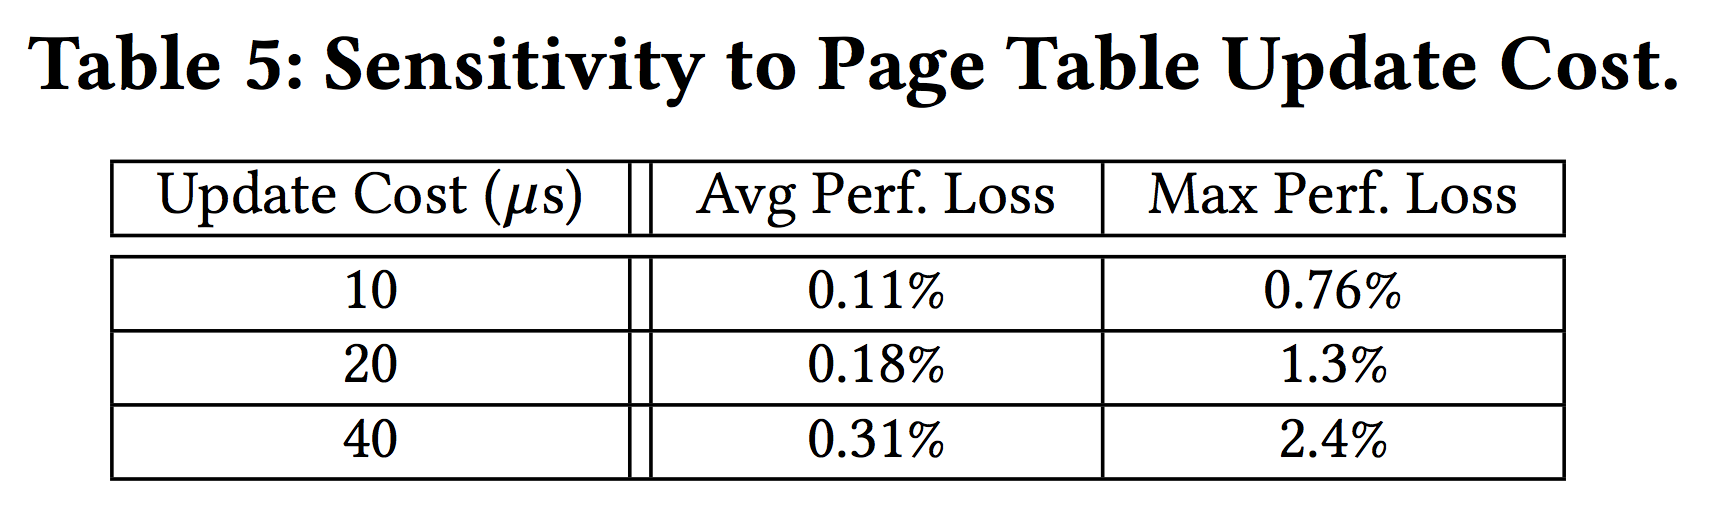 Table 5: Sensitivity to Page Table Update Cost.
Update Cost (μs) Avg Perf. Loss Max Perf. Loss
10 0.11% 0.76%
20 0.18% 1.3%
40 0.31% 2.4%